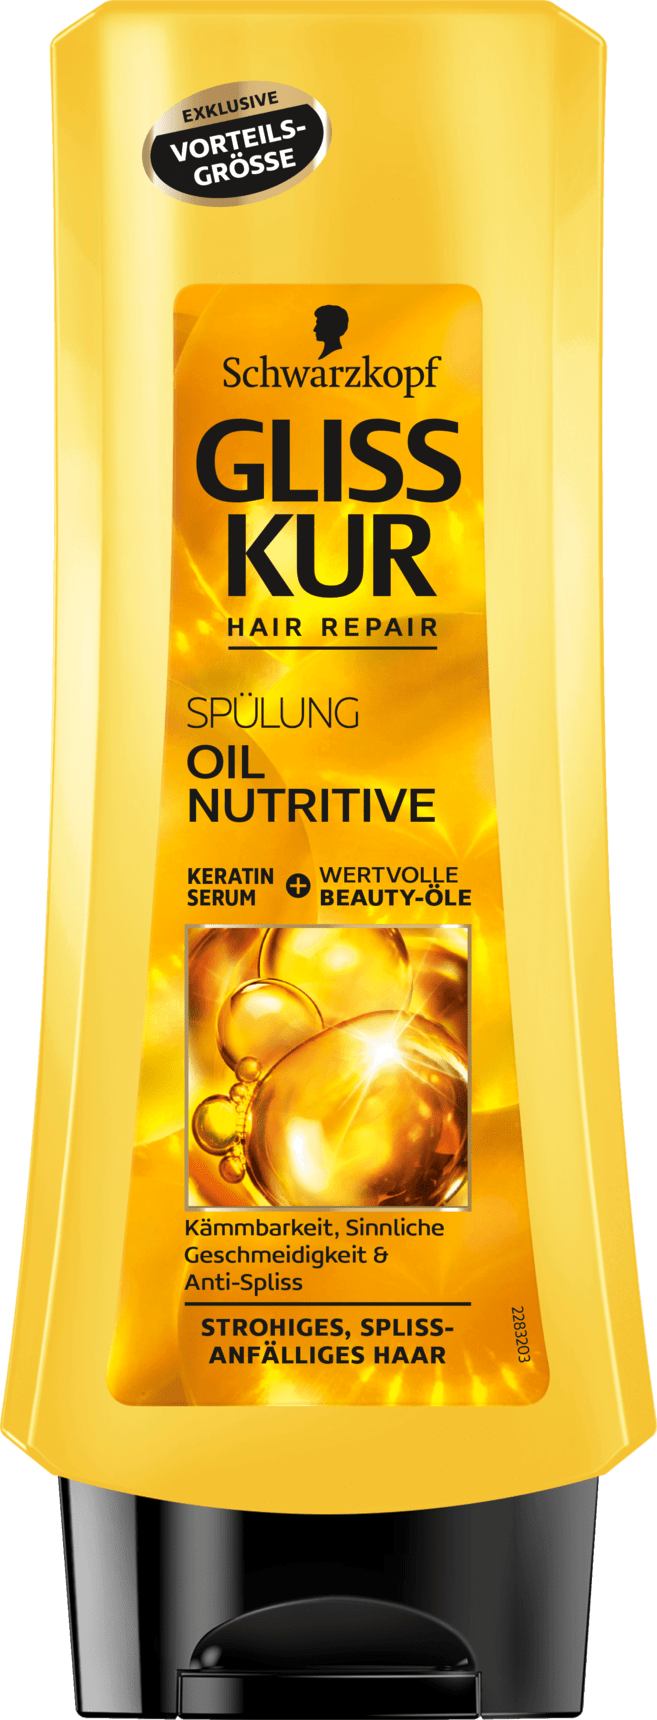 EXKLUSIVE
VORTEILS-
GRÖSSE
Schwarzkopf
GLISS
KUR
HAIR REPAIR
SPÜLUNG
OIL
NUTRITIVE
KERATIN
SERUM
+
WERTVOLLE
BEAUTY-ÖLE
Kämmbarkeit, Sinnliche
Geschmeidigkeit &
Anti-Spliss
STROHIGES, SPLISS-
ANFÄLLIGES HAAR
2283203